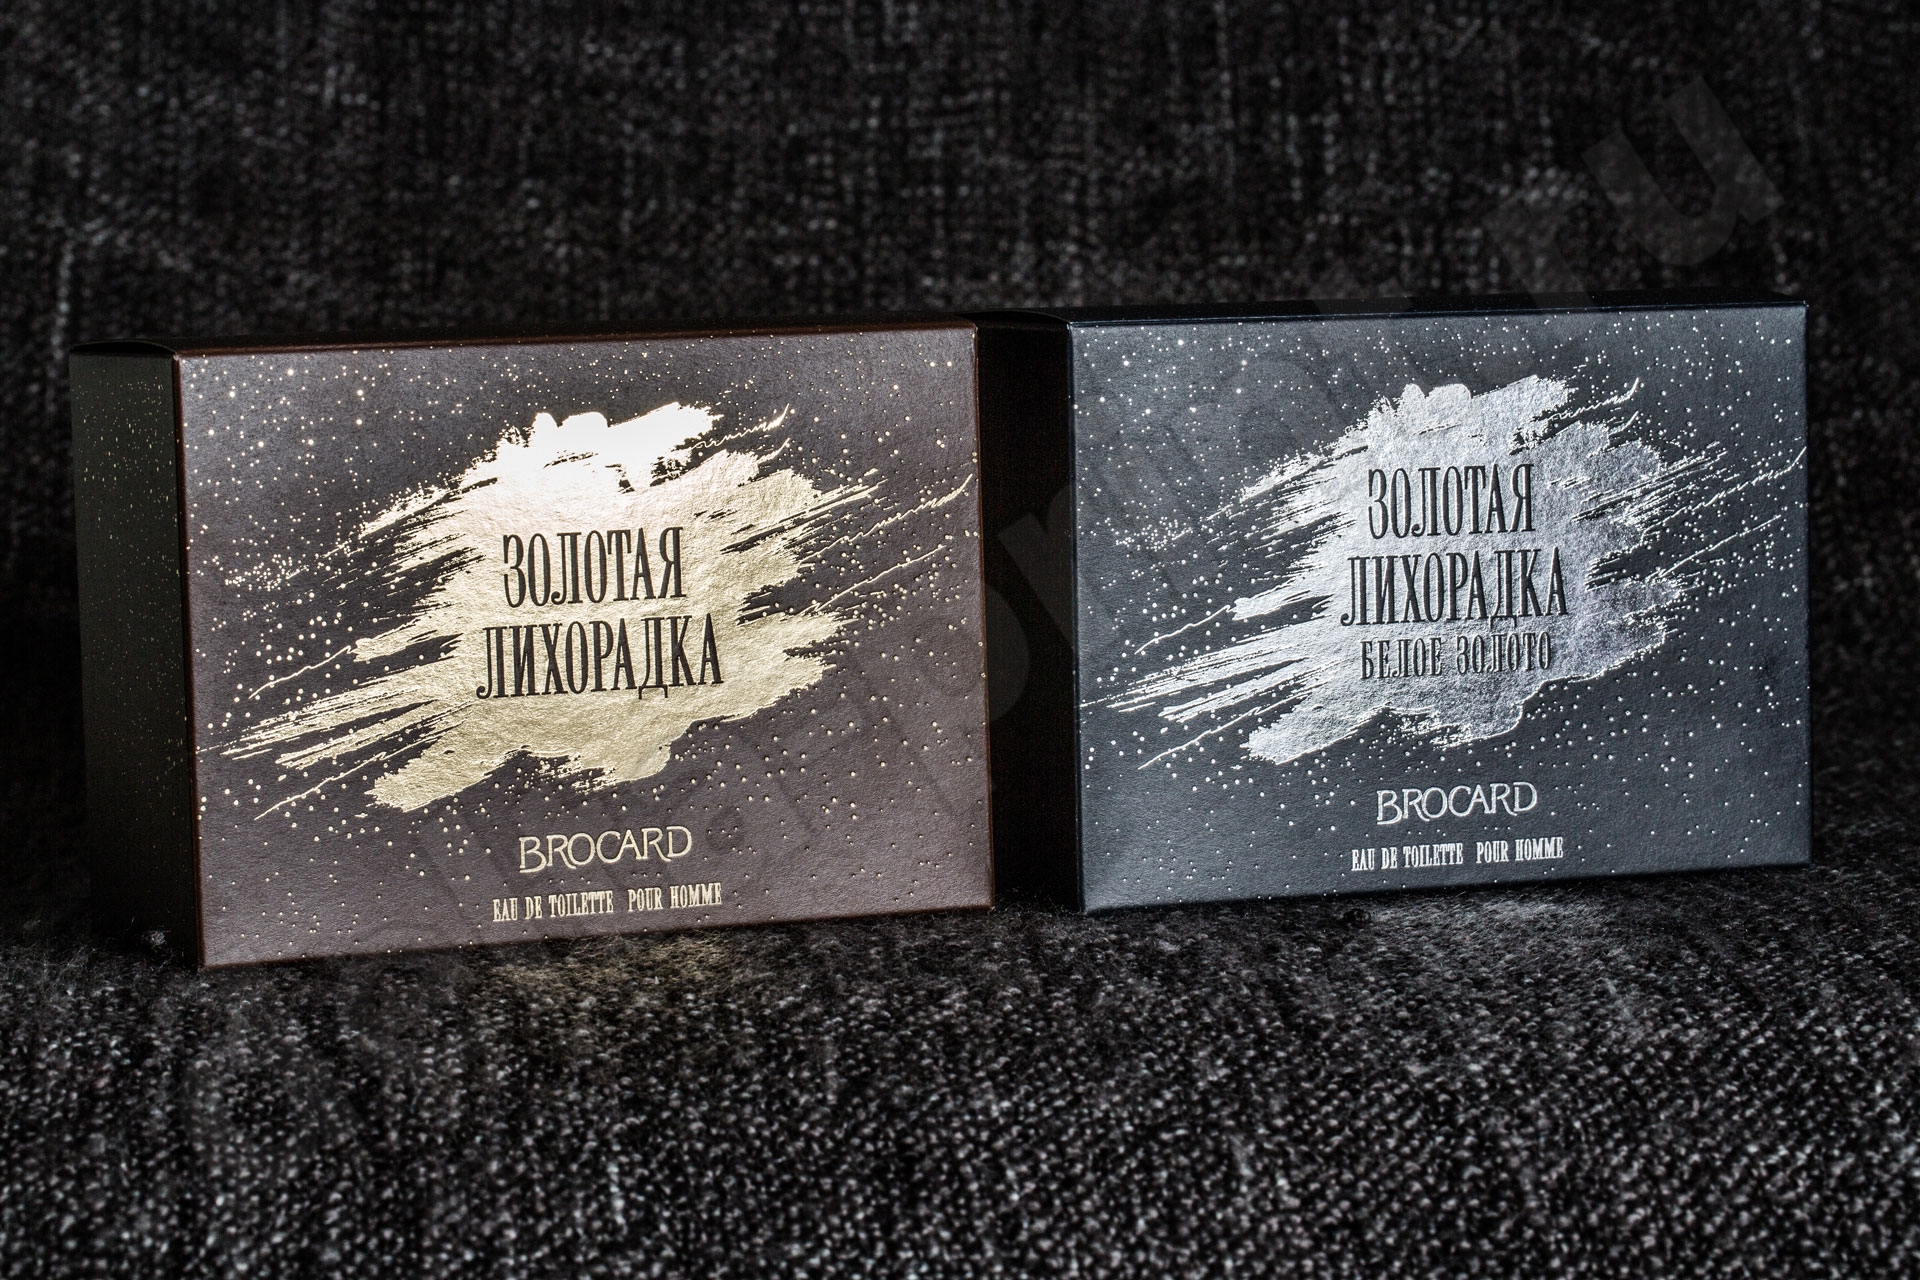 ЗОЛОТАЯ
ЛИХОРАДКА
BROCARD
EAU DE TOILETTE POUR HOMME
ЗОЛОТАЯ
ЛИХОРАДКА
БЕЛОЕ ЗОЛОТО
BROCARD
EAU DE TOILETTE POUR HOMME